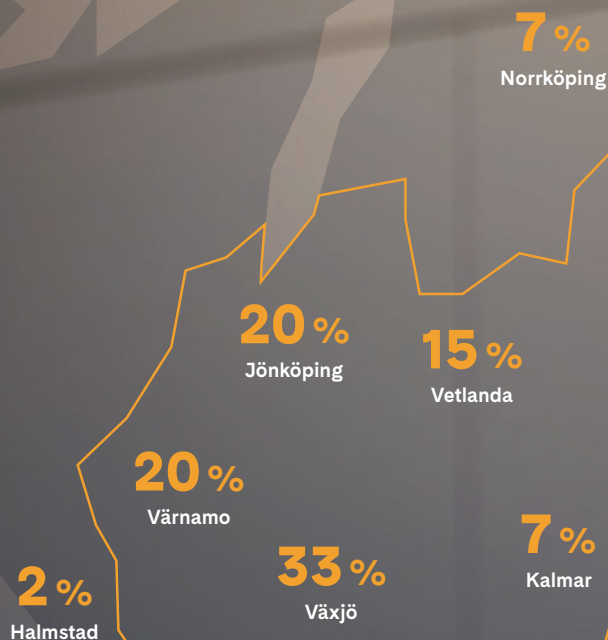 7 %
Norrköping
20 %
Jönköping
15 %
Vetlanda
20 %
Värnamo
7 %
Kalmar
33 %
Växjö
2 %
Halmstad